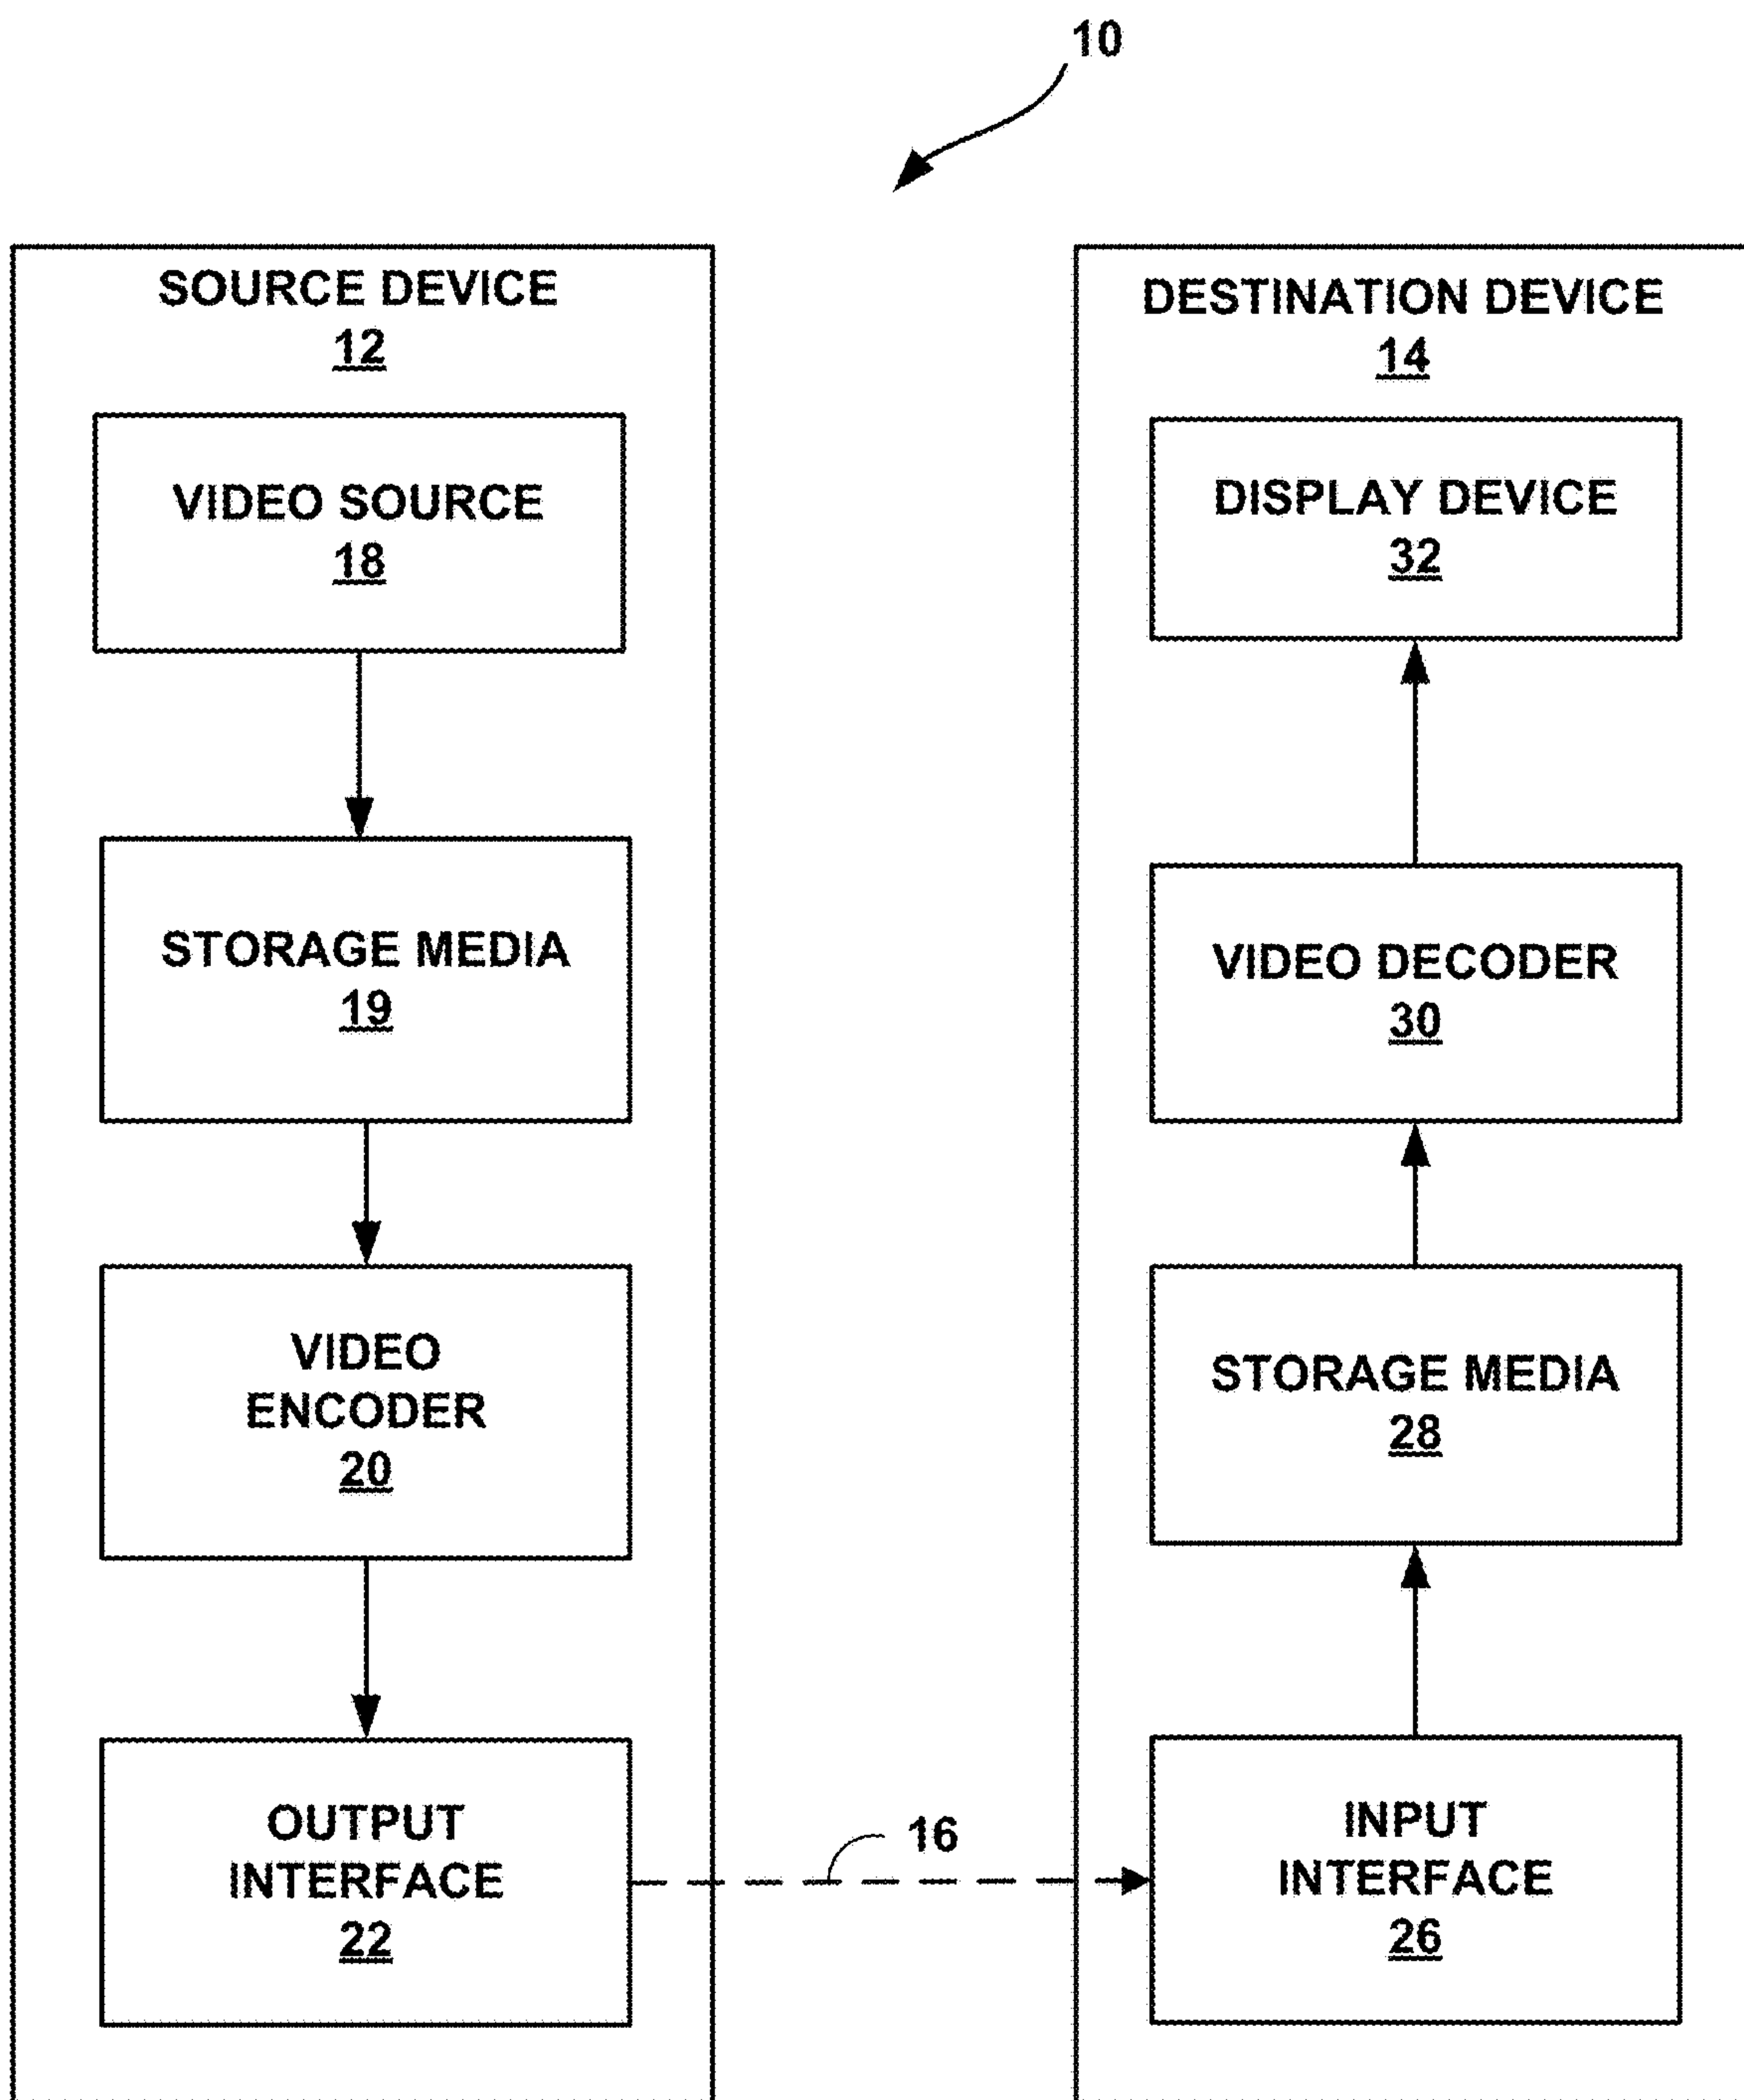 10
SOURCE DEVICE
12
VIDEO SOURCE
18
STORAGE MEDIA
19
VIDEO
ENCODER
20
OUTPUT
INTERFACE
22
16
DESTINATION DEVICE
14
DISPLAY DEVICE
32
VIDEO DECODER
30
STORAGE MEDIA
28
INPUT
INTERFACE
26